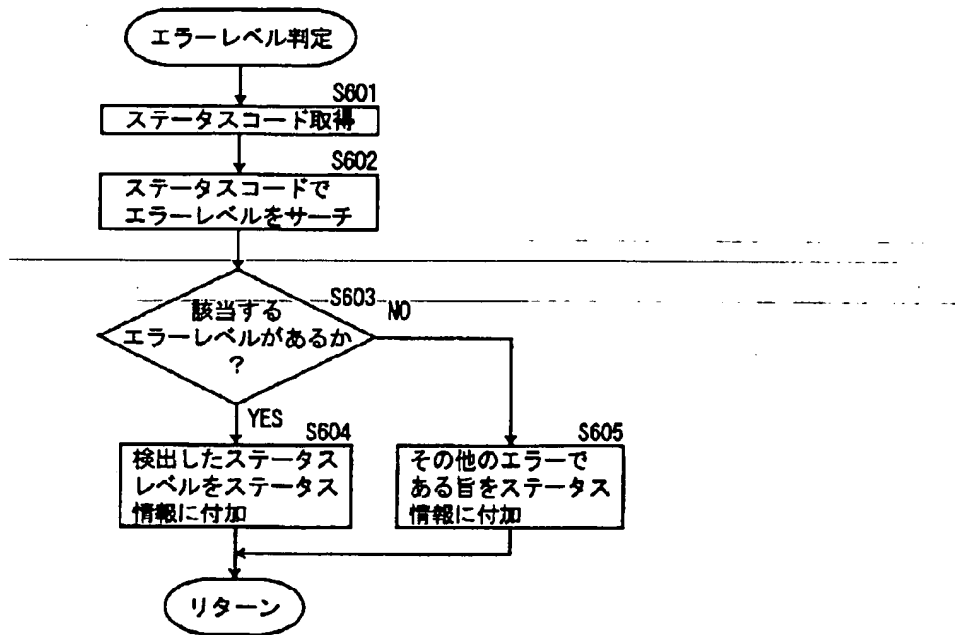 エラーレベル判定
S601
ステータスコード取得
S602
ステータスコードで
エラーレベルをサーチ
S603
該当する
エラーレベルがあるか
?
NO
YES
S604
検出したステータス
レベルをステータス
情報に付加
S605
その他のエラーで
ある旨をステータス
情報に付加
リターン